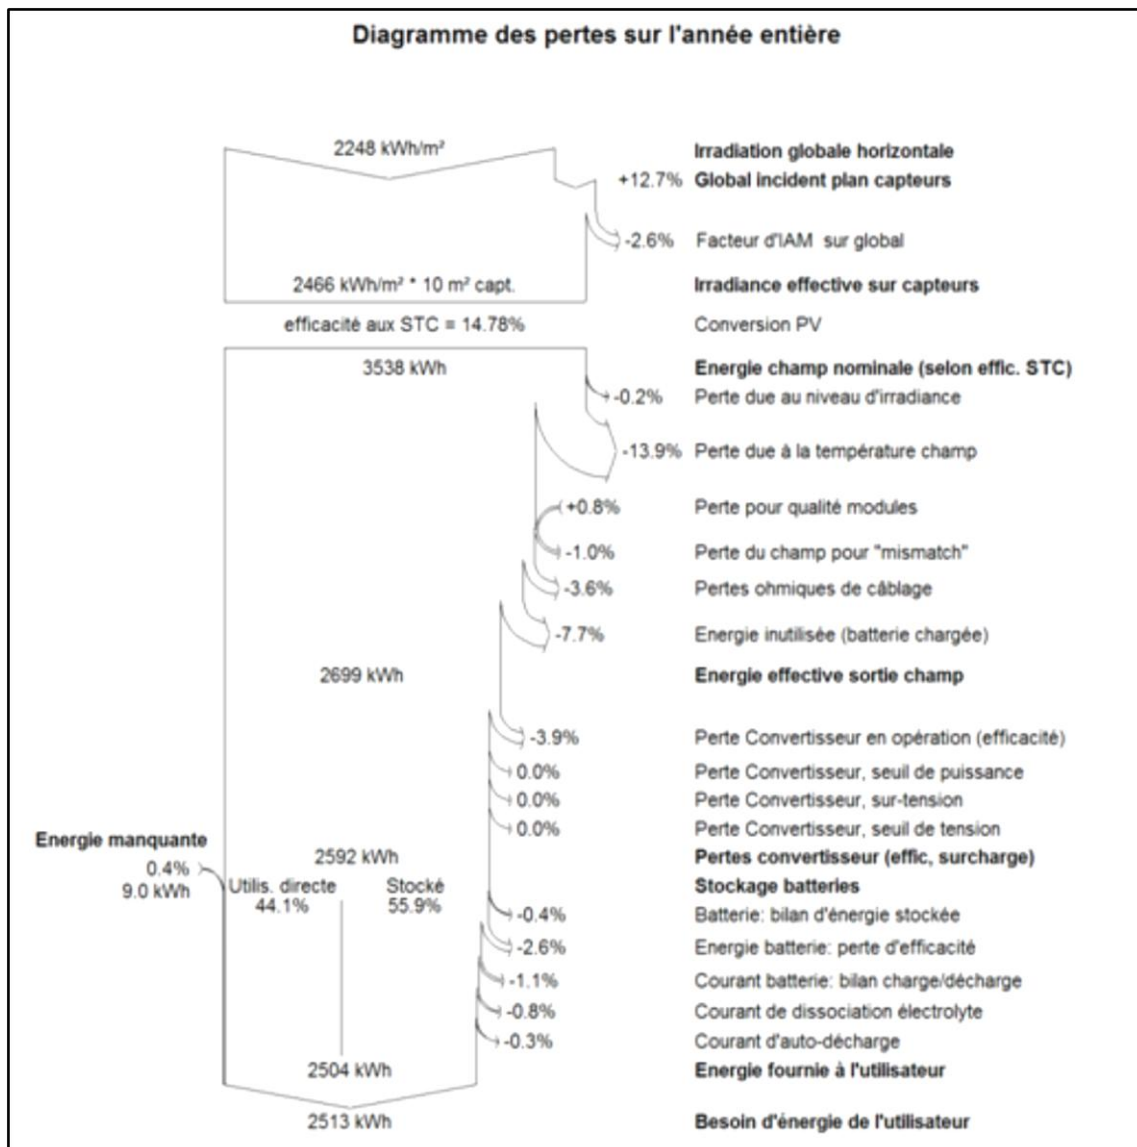 Diagramme des pertes sur l'année entière
2248 kWh/m²
Irradiation globale horizontale
+12.7% Global incident plan capteurs
-2.6% Facteur d'IAM sur global
2466 kWh/m² * 10 m² capt.
Irradiance effective sur capteurs
efficacité aux STC = 14.78%
Conversion PV
3538 kWh
Energie champ nominale (selon effic. STC)
-0.2% Perte due au niveau d'irradiance
-13.9% Perte due à la température champ
+0.8% Perte pour qualité modules
-1.0% Perte du champ pour "mismatch"
-3.6% Pertes ohmiques de câblage
-7.7% Energie inutilisée (batterie chargée)
2699 kWh
Energie effective sortie champ
-3.9% Perte Convertisseur en opération (efficacité)
0.0% Perte Convertisseur, seuil de puissance
0.0% Perte Convertisseur, sur-tension
0.0% Perte Convertisseur, seuil de tension
Energie manquante
0.4%
9.0 kWh
2592 kWh
Pertes convertisseur (effic, surcharge)
Utilis. directe
44.1%
Stocké
55.9%
Stockage batteries
-0.4% Batterie: bilan d'énergie stockée
-2.6% Energie batterie: perte d'efficacité
-1.1% Courant batterie: bilan charge/décharge
-0.8% Courant de dissociation électrolyte
-0.3% Courant d'auto-décharge
2504 kWh
Energie fournie à l'utilisateur
2513 kWh
Besoin d'énergie de l'utilisateur